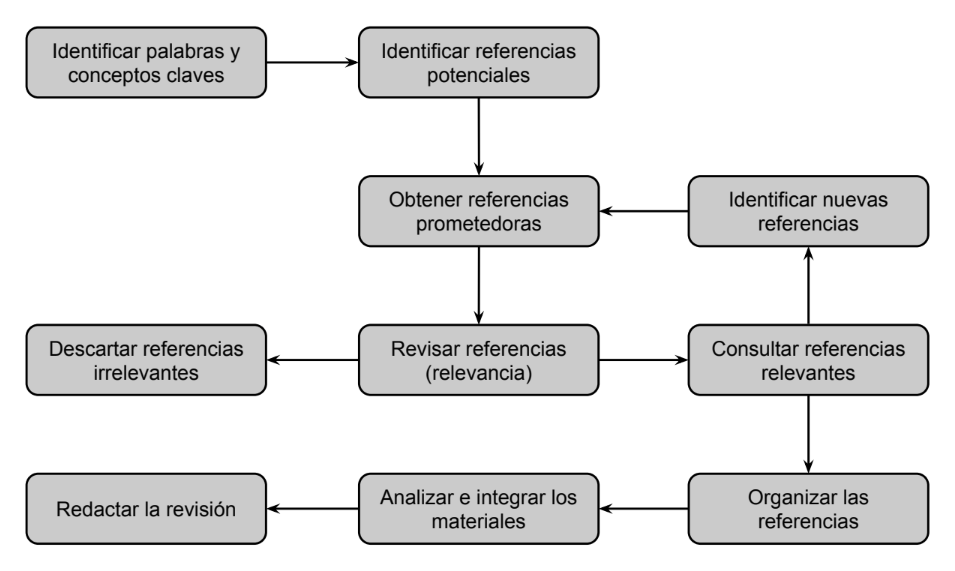 Identificar palabras y
conceptos claves
Identificar referencias
potenciales
Obtener referencias
prometedoras
Identificar nuevas
referencias
Descartar referencias
irrelevantes
Revisar referencias
(relevancia)
Consultar referencias
relevantes
Redactar la revisión
Analizar e integrar los
materiales
Organizar las
referencias